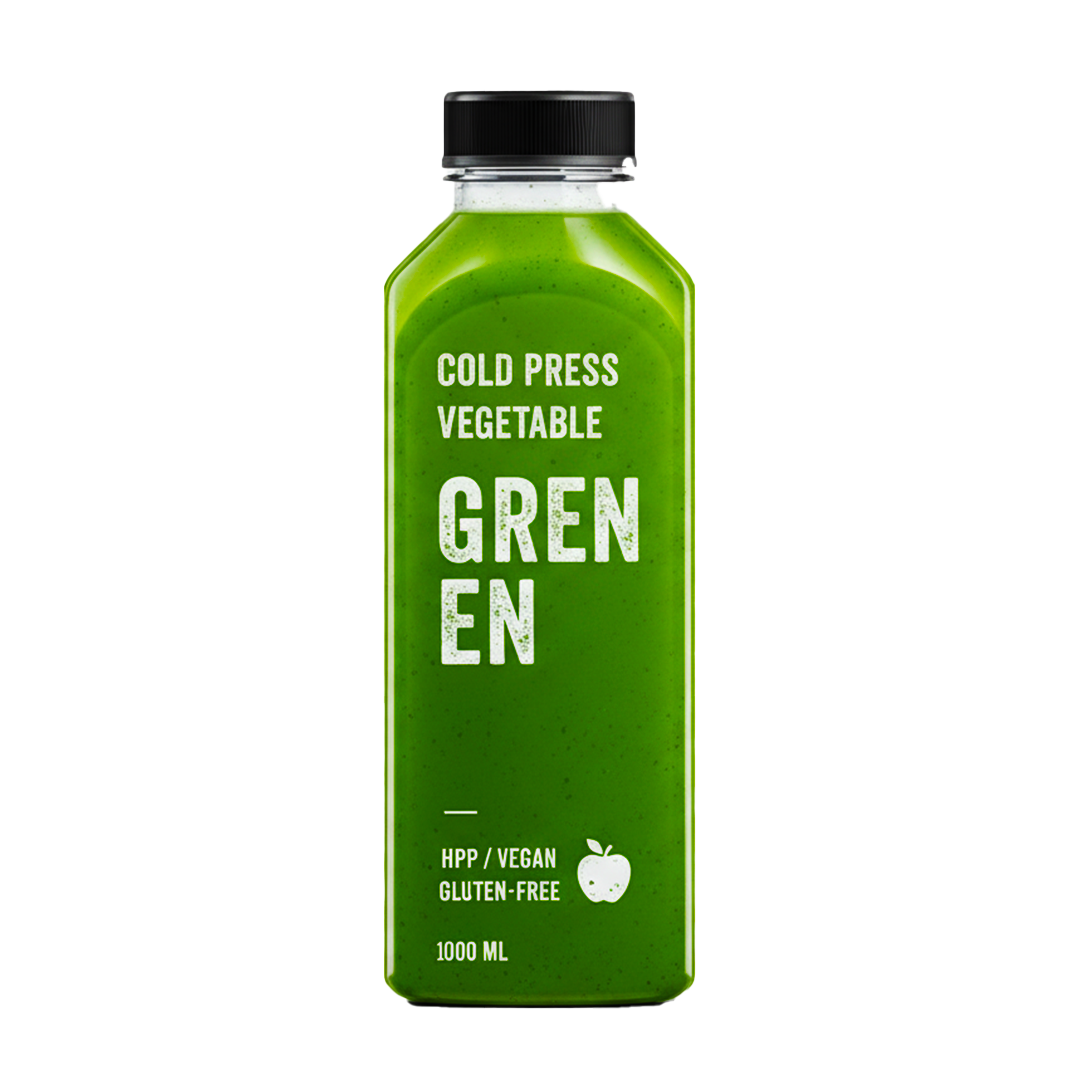 COLD PRESS
VEGETABLE
GREN
EN
HPP / VEGAN
GLUTEN-FREE
1000 ML